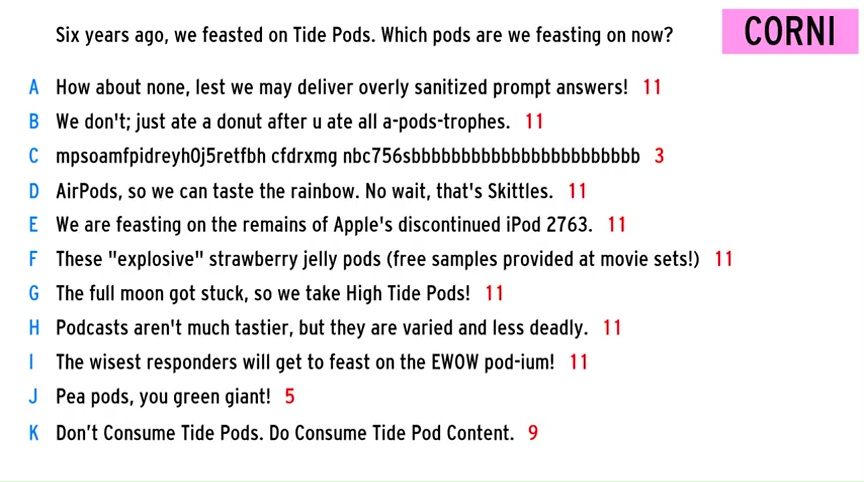 Six years ago, we feasted on Tide Pods. Which pods are we feasting on now?
CORNI
A How about none, lest we may deliver overly sanitized prompt answers! 11
B We don't; just ate a donut after u ate all a-pods-trophes. 11
C mpsoamfpidreyh0j5retfbh cfdrxmg nbc756sbbbbbbbbbbbbbbbbbbbbbbb 3
D AirPods, so we can taste the rainbow. No wait, that's Skittles. 11
E We are feasting on the remains of Apple's discontinued iPod 2763. 11
F These "explosive" strawberry jelly pods (free samples provided at movie sets!) 11
G The full moon got stuck, so we take High Tide Pods! 11
H Podcasts aren't much tastier, but they are varied and less deadly. 11
I The wisest responders will get to feast on the EWOW pod-ium! 11
J Pea pods, you green giant! 5
K Don’t Consume Tide Pods. Do Consume Tide Pod Content. 9